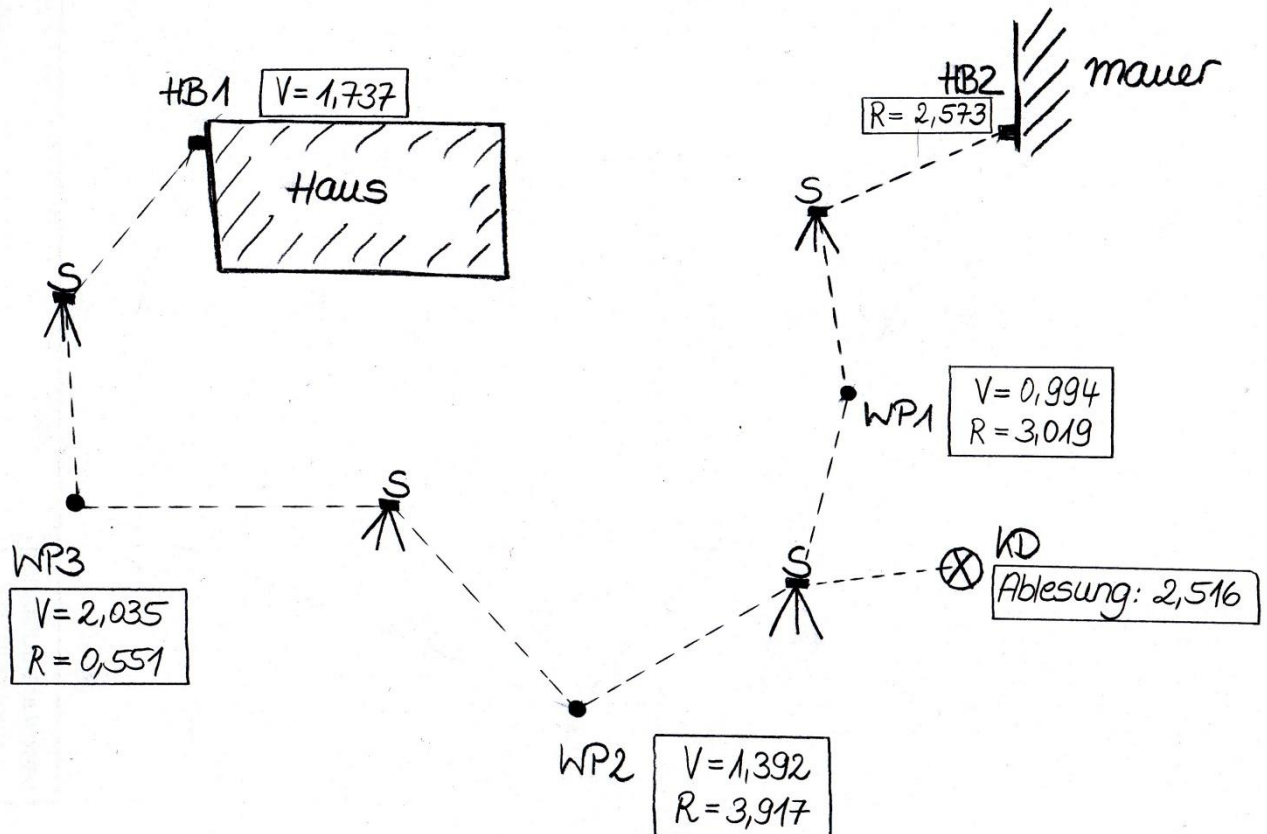 HB1
V=1,737
Haus
HB2
R=2,573
mauer
S
S
WP1
V=0,994
R=3,019
S
WP3
V=2,035
R=0,551
S
KD
Ablesung: 2,516
WP2
V=1,392
R=3,917